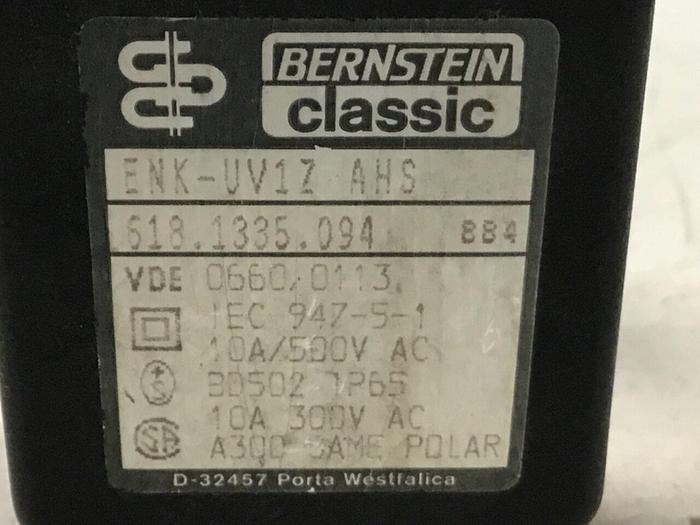 BERNSTEIN
classic
ENK-UV1Z AHS
618.1335.094 884
VDE 0660/0113,
IEC 947-5-1
10A/500V AC
+S BD502 IP65
10A 300V AC
SA A300 SAME POLAR
D-32457 Porta Westfalica